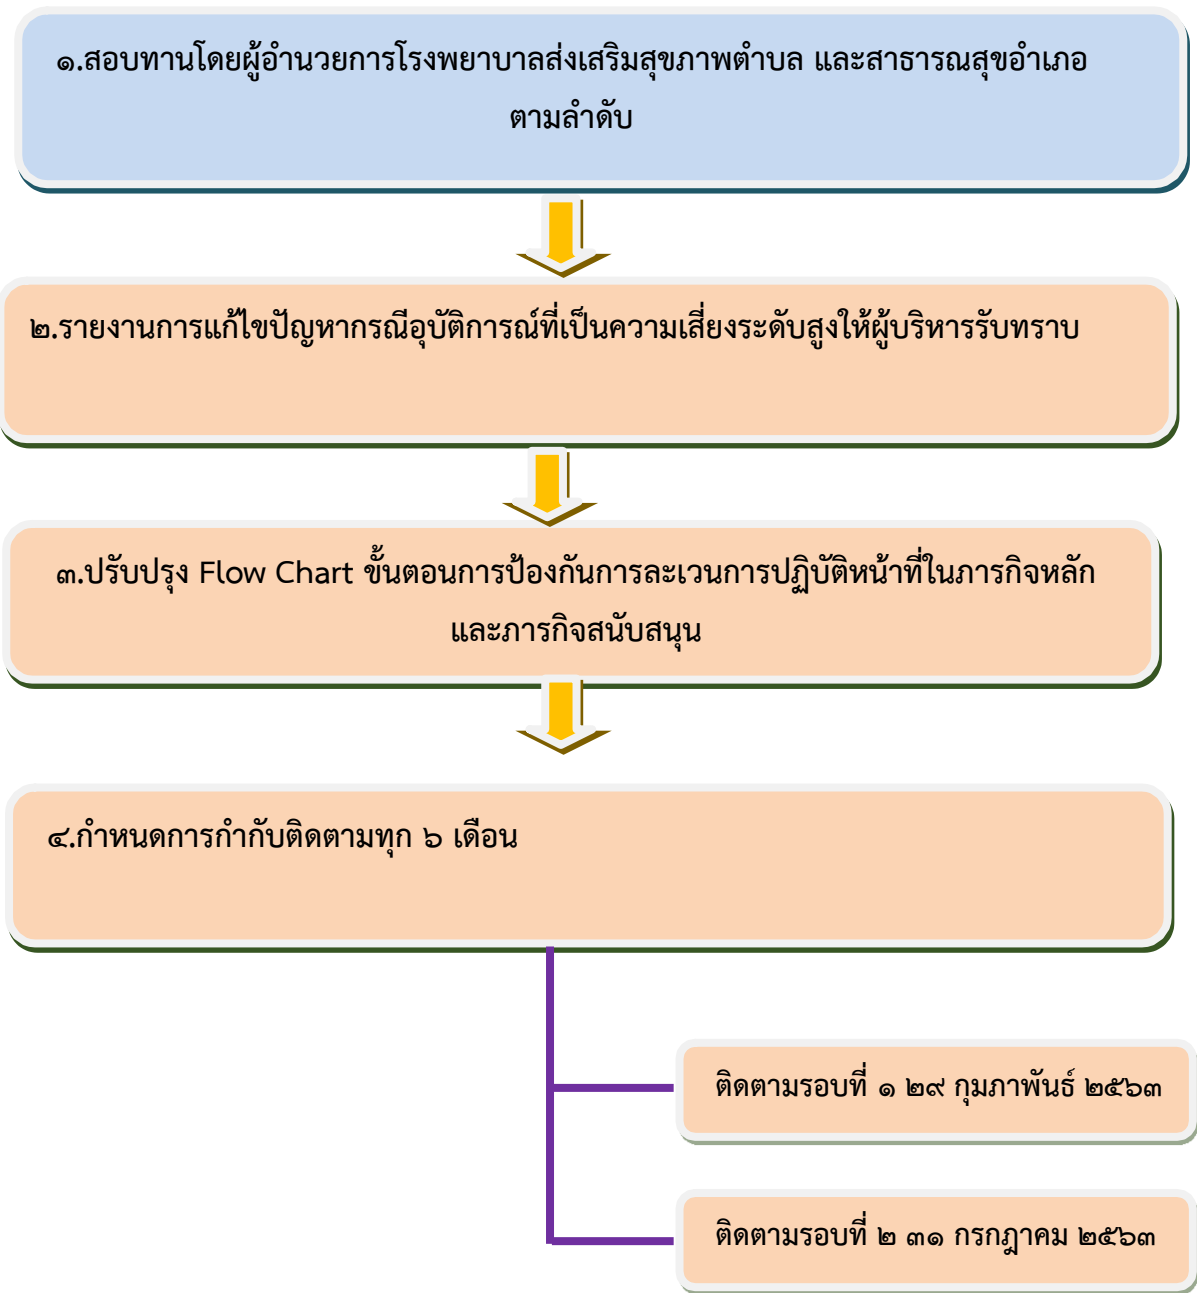 ๑.สอบทานโดยผู้อำนวยการโรงพยาบาลส่งเสริมสุขภาพตำบล และสาธารณสุขอำเภอ
ตามลำดับ
๒.รายงานการแก้ไขปัญหากรณีอุบัติการณ์ที่เป็นความเสี่ยงระดับสูงให้ผู้บริหารรับทราบ
๓.ปรับปรุง Flow Chart ขั้นตอนการป้องกันการละเวนการปฏิบัติหน้าที่ในภารกิจหลัก
และภารกิจสนับสนุน
๔.กำหนดการกำกับติดตามทุก ๖ เดือน
ติดตามรอบที่ ๑ ๒๙ กุมภาพันธ์ ๒๕๖๓
ติดตามรอบที่ ๒ ๓๑ กรกฎาคม ๒๕๖๓